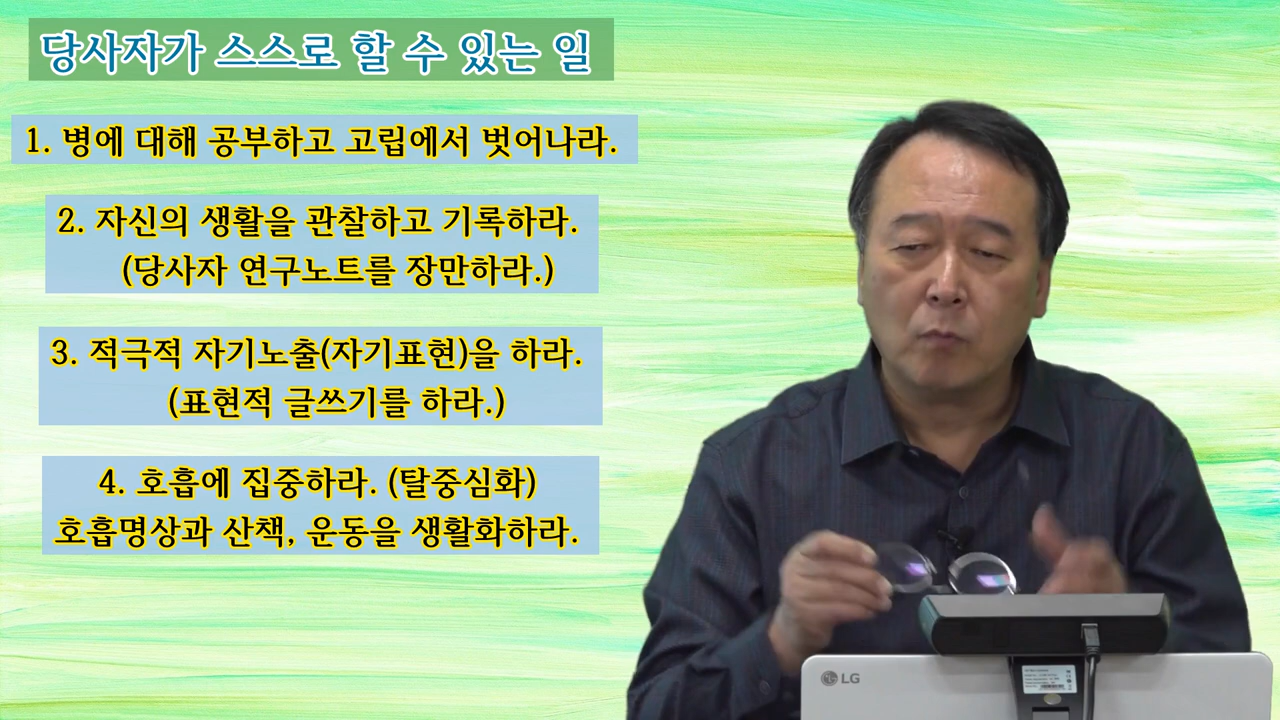 당사자가 스스로 할 수 있는 일
1. 병에 대해 공부하고 고립에서 벗어나라.
2. 자신의 생활을 관찰하고 기록하라.
(당사자 연구노트를 장만하라.)
3. 적극적 자기노출(자기표현)을 하라.
(표현적 글쓰기를 하라.)
4. 호흡에 집중하라. (탈중심화)
호흡명상과 산책, 운동을 생활화하라.
LG